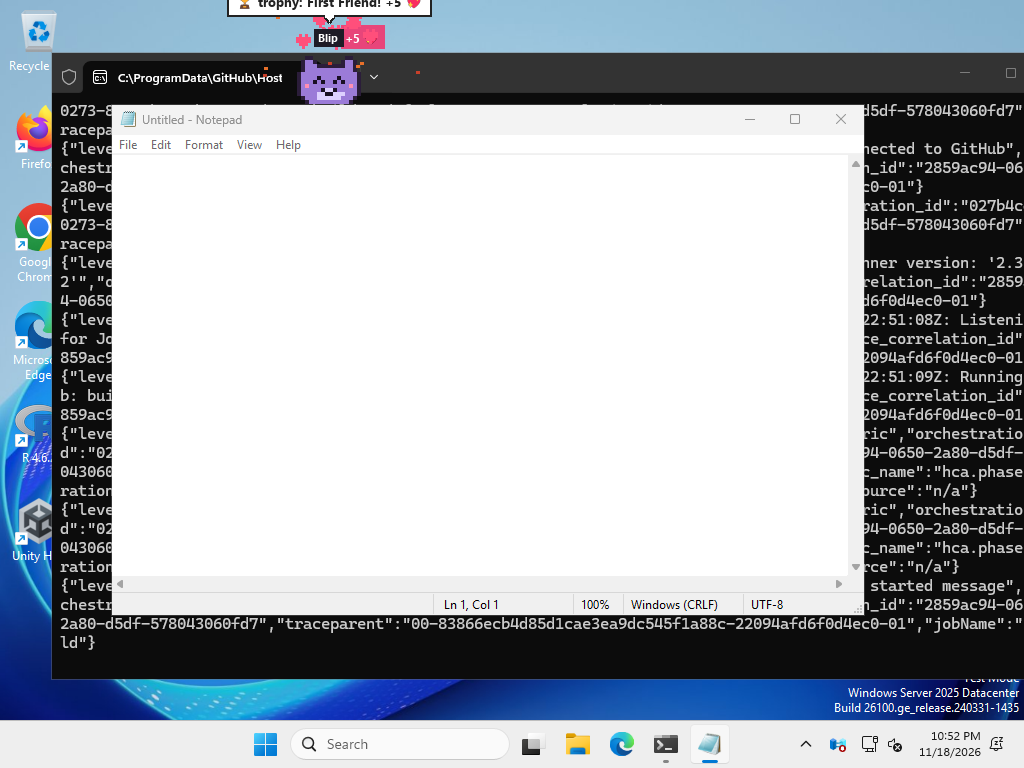 trophy: First Friend! +5
Blip +5
Recycle
C:\ProgramData\GitHub\Host
0273-8
d5df-578043060fd7"
Untitled - Notepad
racepa
File Edit Format View Help
{"leve
nected to GitHub",
Firefo
chestr
n_id":"2859ac94-06
2a80-d
c0-01"}
{"leve
ration_id":"027b4c
0273-8
d5df-578043060fd7"
racepa
Googl
Chrom
{"leve
nner version: '2.3
2'","o
relation_id":"2859
4-0650
d6f0d4ec0-01"}
{"leve
22:51:08Z: Listeni
for Jo
ce_correlation_id"
Micros
Edge
859ac9
2094afd6f0d4ec0-01
{"leve
22:51:09Z: Running
b: bui
ce_correlation_id"
859ac9
2094afd6f0d4ec0-01
{"leve
ric","orchestratio
R 4.6.
d":"02
94-0650-2a80-d5df-
043060
c_name":"hca.phase
ration
ource":"n/a"}
{"leve
ric","orchestratio
d":"02
94-0650-2a80-d5df-
Unity H
043060
c_name":"hca.phase
ration
rce":"n/a"}
{"leve
started message",
chestr
n_id":"2859ac94-06
Ln 1, Col 1 100% Windows (CRLF) UTF-8
2a80-d5df-578043060fd7","traceparent":"00-83866ecb4d85d1cae3ea9dc545f1a88c-22094afd6f0d4ec0-01","jobName":"
ld"}
Test Mode
Windows Server 2025 Datacenter
Build 26100.ge_release.240331-1435
Search
10:52 PM
11/18/2026